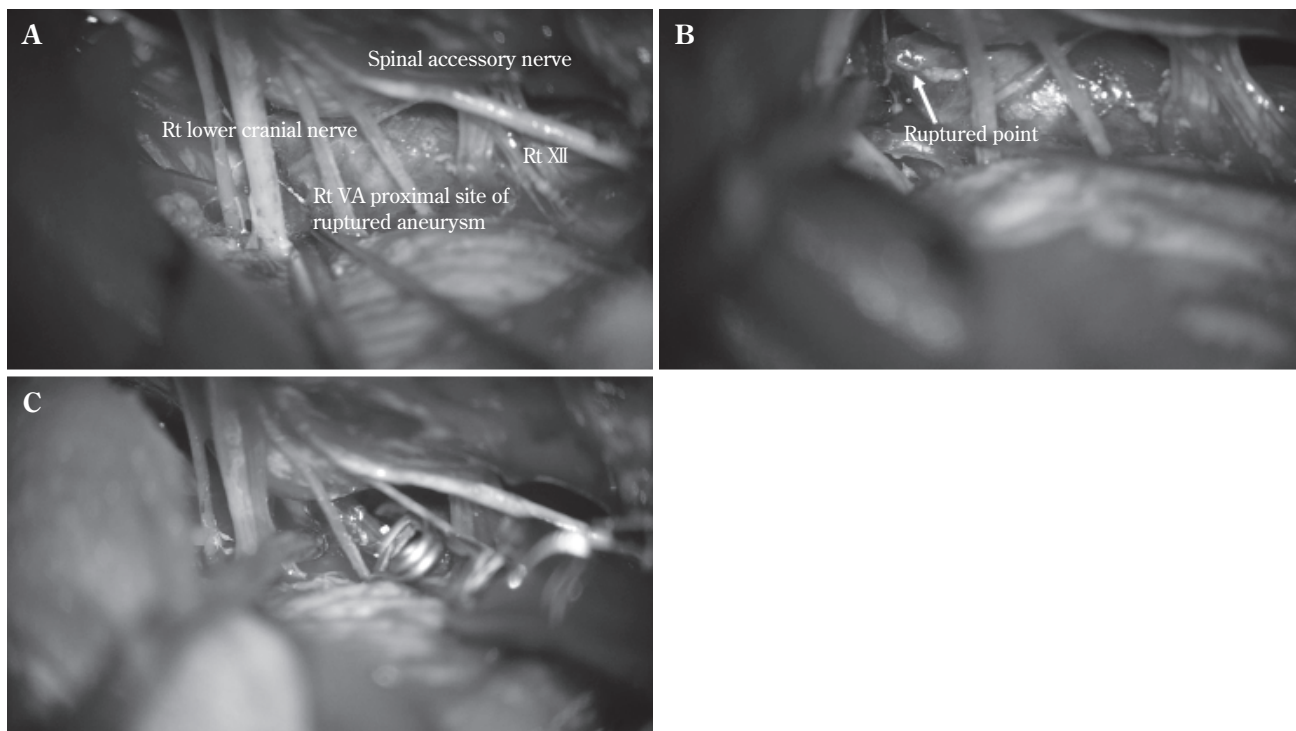 A
Spinal accessory nerve
Rt lower cranial nerve
Rt Ⅻ
Rt VA proximal site of
ruptured aneurysm
B
Ruptured point
C